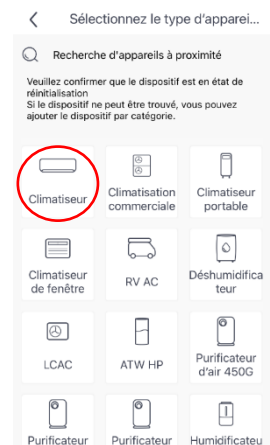 Sélectionnez le type d'apparei...
Recherche d'appareils à proximité
Veuillez confirmer que le dispositif est en état de
réinitialisation
Si le dispositif ne peut être trouvé, vous pouvez
ajouter le dispositif par catégorie.
Climatiseur
Climatisation
commerciale
Climatiseur
portable
Climatiseur
de fenêtre
RV AC
Déshumidifica
teur
LCAC
ATW HP
Purificateur
d'air 450G
Purificateur
Purificateur
Humidificateu